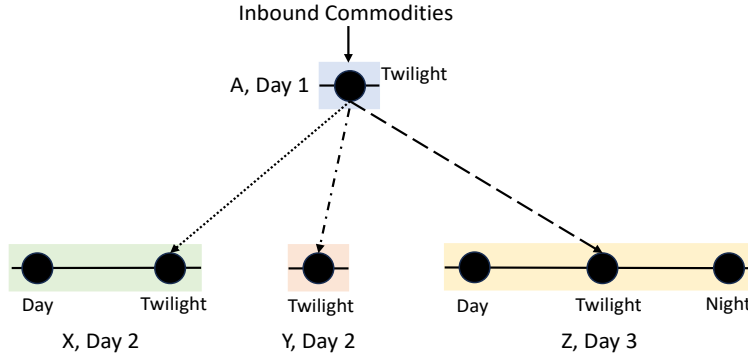 Inbound Commodities
Twilight
A, Day 1
Day
Twilight
Twilight
Day
Twilight
Night
X, Day 2
Y, Day 2
Z, Day 3